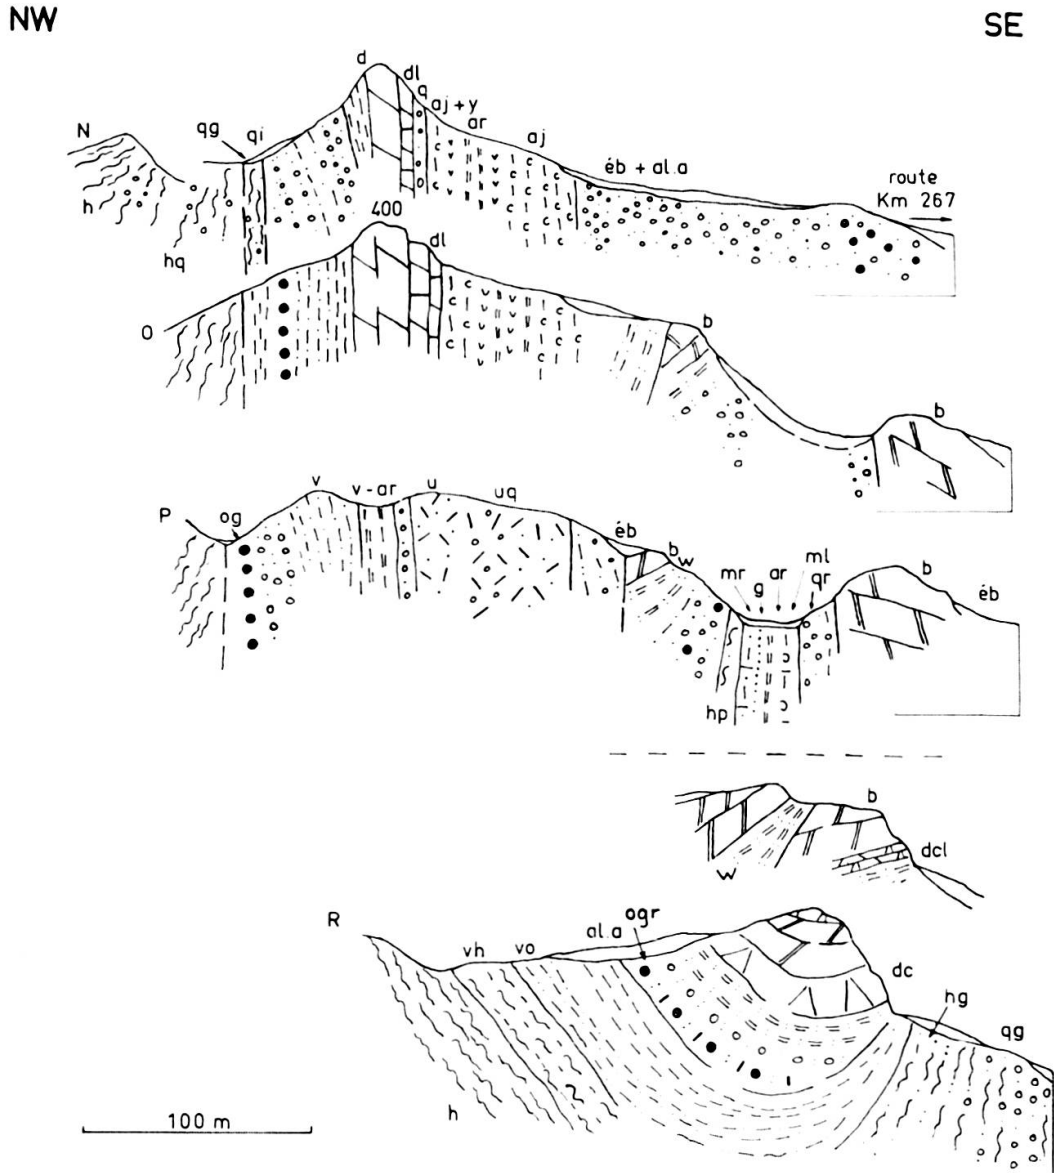 NW SE
d
dl
q
aj + y
ar
aj
N
qg
qi
éb + al.a
route
Km 267
h
hq
400
dl
O
b
b
P
og
v
v-ar
u
uq
éb
b
w
mr
g
ar
ml
qr
b
éb
hp
b
dcl
w
R
vh
vo
al.a
ogr
dc
hg
qg
h
100 m